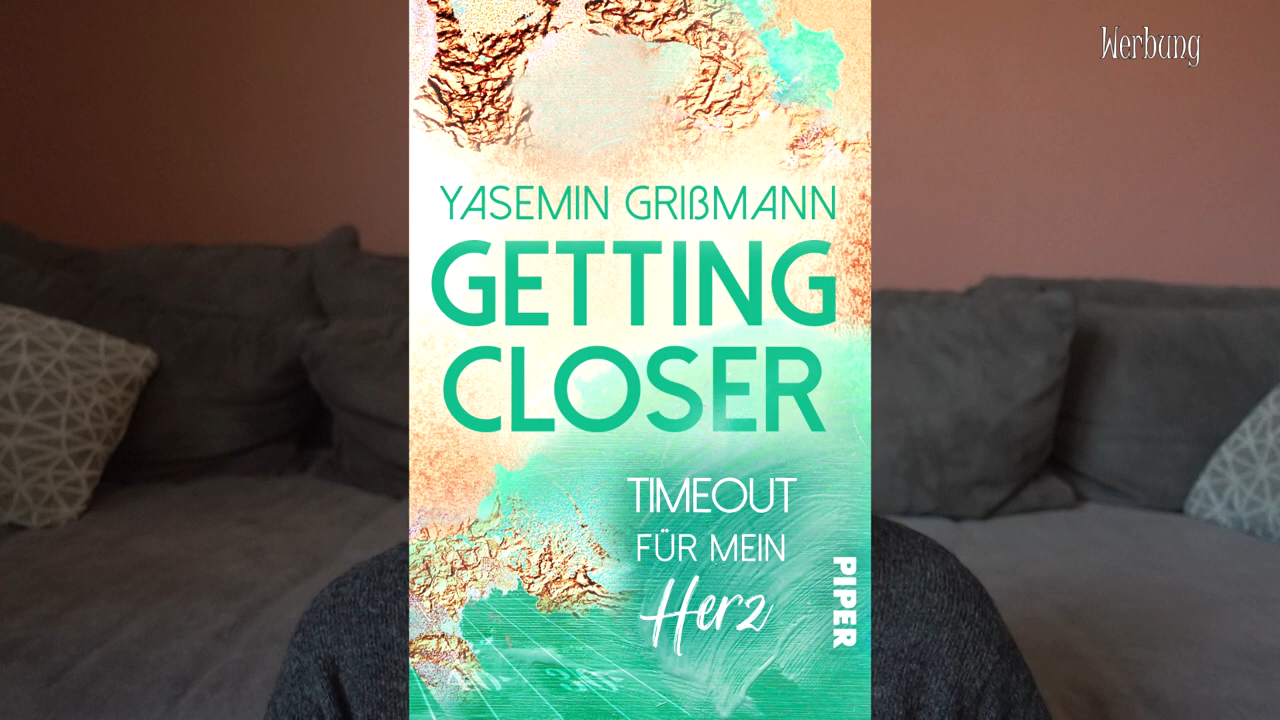 Werbung
YASEMIN GRIßMANN
GETTING
CLOSER
TIMEOUT
FÜR MEIN
Herz
PIPER